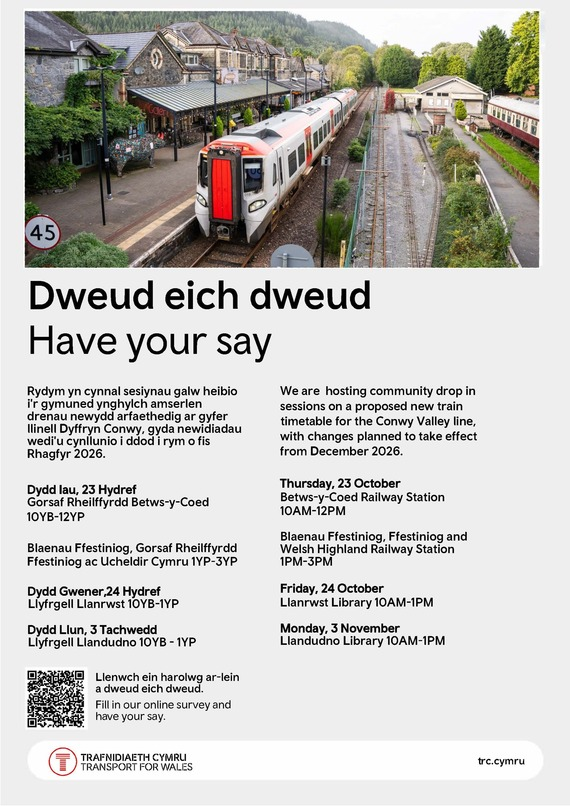 45
Dweud eich dweud
Have your say
Rydym yn cynnal sesiynau galw heibio
i'r gymuned ynghylch amserlen
drenau newydd arfaethedig ar gyfer
llinell Dyffryn Conwy, gyda newidiadau
wedi'u cynllunio i ddod i rym o fis
Rhagfyr 2026.
Dydd Iau, 23 Hydref
Gorsaf Rheilffyrdd Betws-y-Coed
10YB-12YP
Blaenau Ffestiniog, Gorsaf Rheilffyrdd
Ffestiniog ac Ucheldir Cymru 1YP-3YP
Dydd Gwener,24 Hydref
Llyfrgell Llanrwst 10YB-1YP
Dydd Llun, 3 Tachwedd
Llyfrgell Llandudno 10YB - 1YP
We are hosting community drop in
sessions on a proposed new train
timetable for the Conwy Valley line,
with changes planned to take effect
from December 2026.
Thursday, 23 October
Betws-y-Coed Railway Station
10AM-12PM
Blaenau Ffestiniog, Ffestiniog and
Welsh Highland Railway Station
1PM-3PM
Friday, 24 October
Llanrwst Library 10AM-1PM
Monday, 3 November
Llandudno Library 10AM-1PM
Llenwch ein harolwg ar-lein
a dweud eich dweud.
Fill in our online survey and
have your say.
TRAFNIDIAETH CYMRU
TRANSPORT FOR WALES
trc.cymru